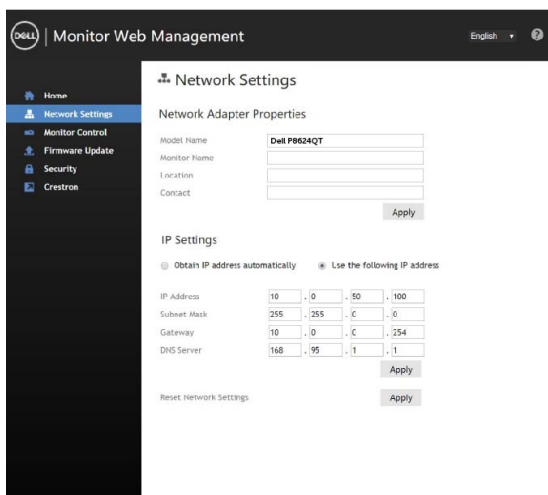 DELL | Monitor Web Management
English
?
Home
Network Settings
Monitor Control
Firmware Update
Security
Crestron
Network Settings
Network Adapter Properties
Model Name Dell P8624QT
Monitor Name
Location
Contact
Apply
IP Settings
Obtain IP address automatically Use the following IP address
IP Address 10 . 0 . 50 . 100
Subnet Mask 255 . 255 . 0 . 0
Gateway 10 . 0 . 0 . 254
DNS Server 168 . 95 . 1 . 1
Apply
Reset Network Settings Apply